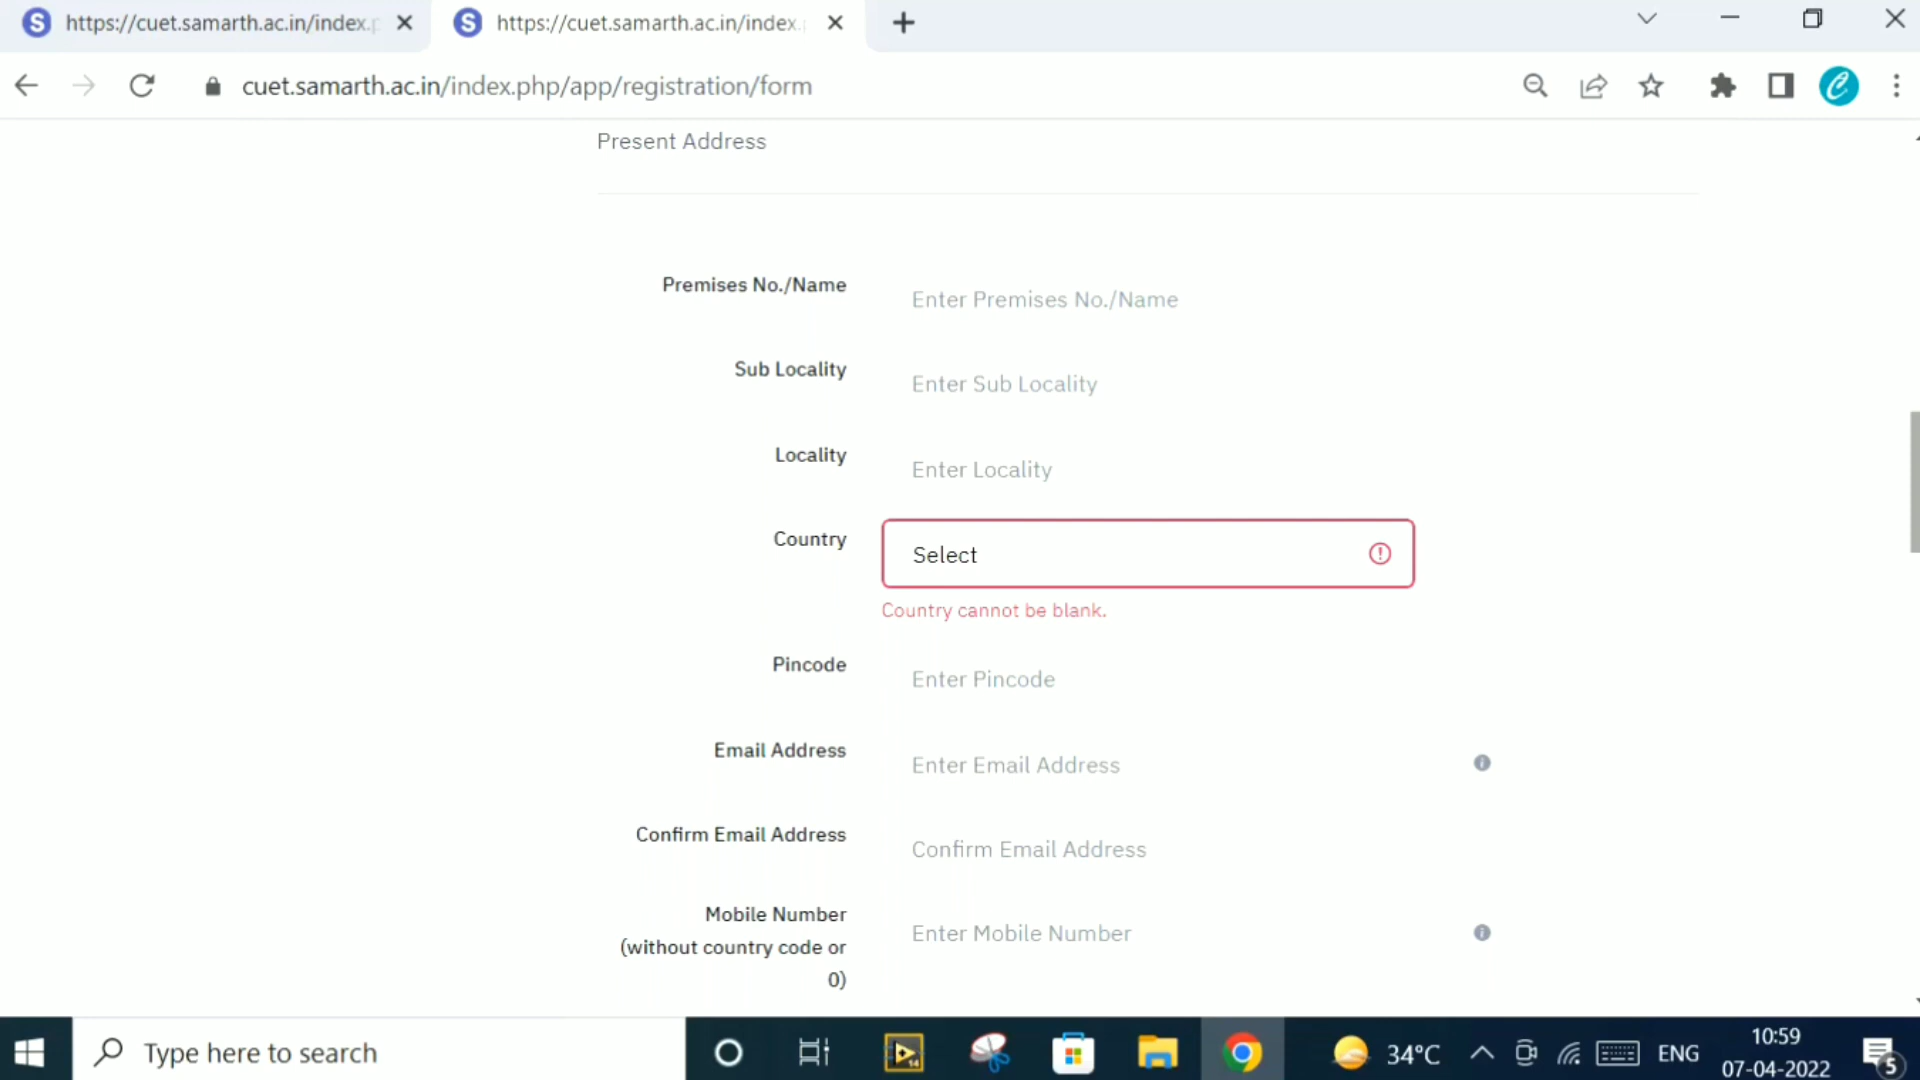 https://cuet.samarth.ac.in/index.p
https://cuet.samarth.ac.in/index.
cuet.samarth.ac.in/index.php/app/registration/form
Present Address
Premises No./Name
Enter Premises No./Name
Sub Locality
Enter Sub Locality
Locality
Enter Locality
Country
Select
Country cannot be blank.
Pincode
Enter Pincode
Email Address
Enter Email Address
Confirm Email Address
Confirm Email Address
Mobile Number
(without country code or
0)
Enter Mobile Number
Type here to search
34°C
ENG
10:59
07-04-2022
5